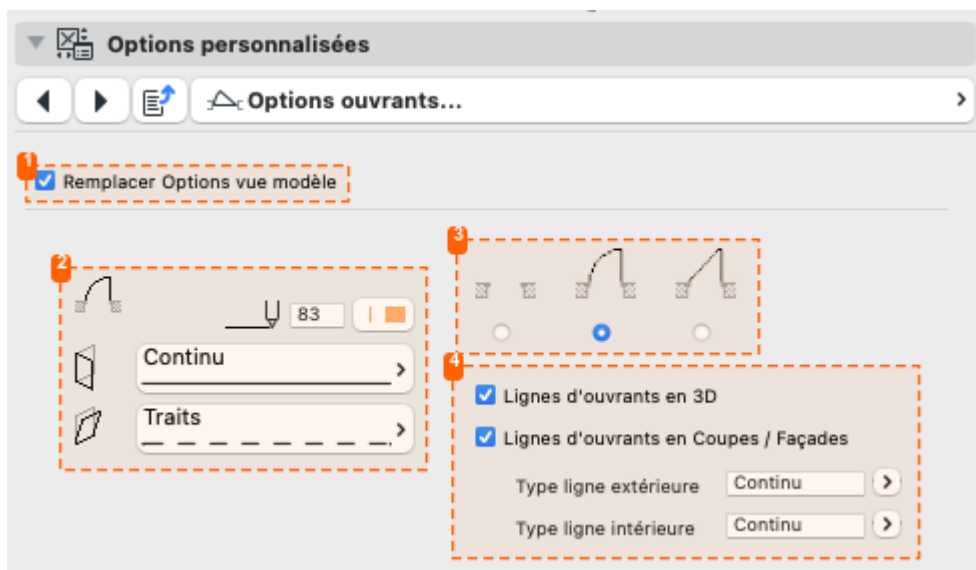 Options personnalisées
Options ouvrants...
1
Remplacer Options vue modèle
2
83
Continu
Traits
3
4
Lignes d'ouvrants en 3D
Lignes d'ouvrants en Coupes / Façades
Type ligne extérieure Continu
Type ligne intérieure Continu